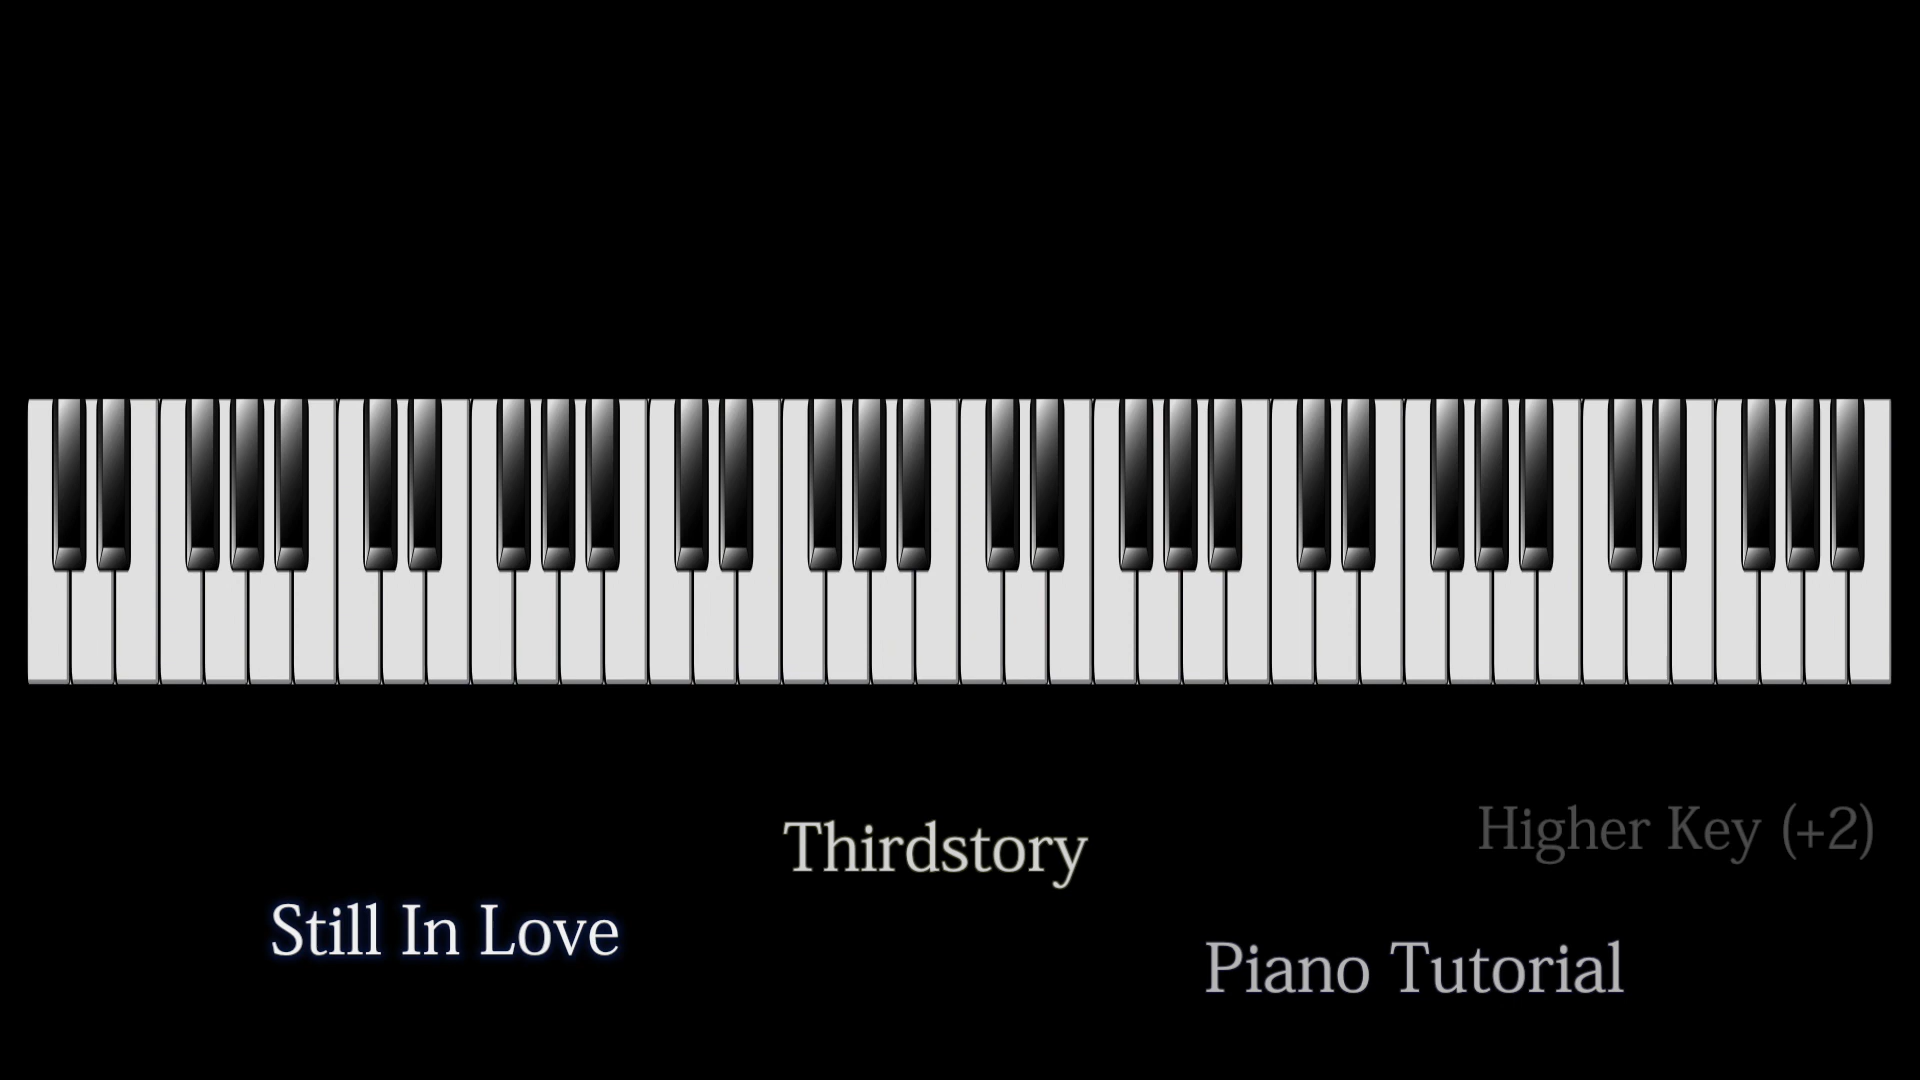 Higher Key (+2)
Thirdstory
Still In Love
Piano Tutorial